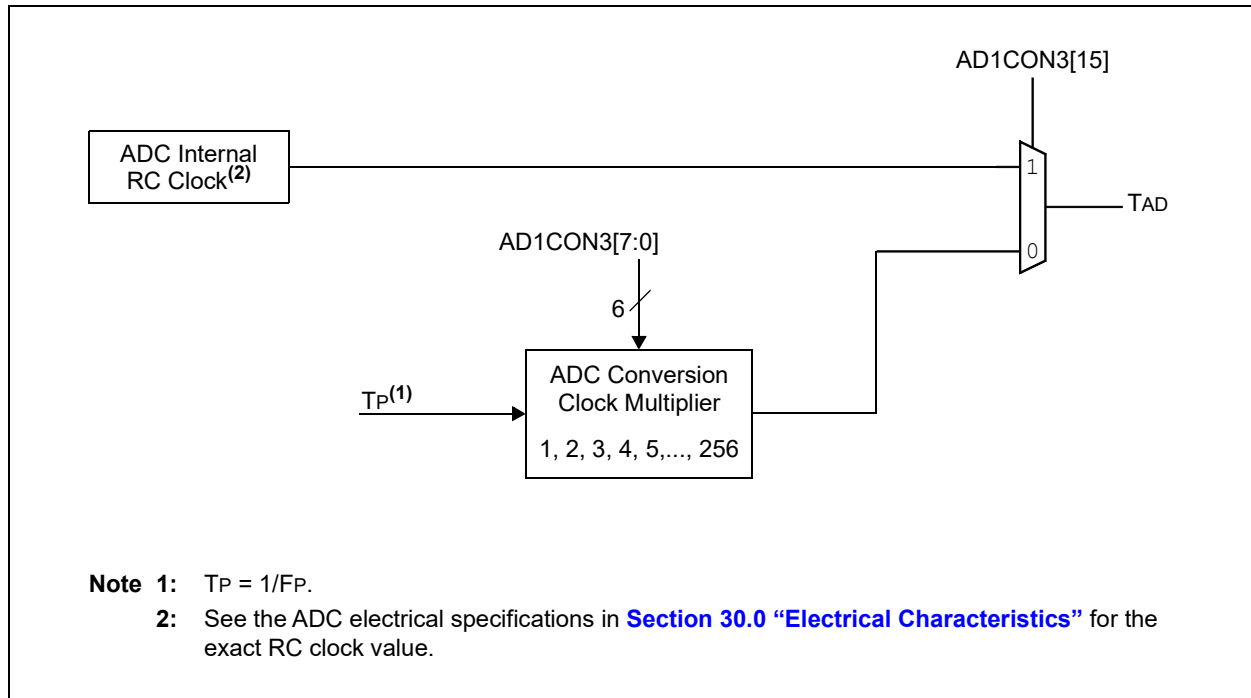 AD1CON3[15]
ADC Internal
RC Clock(2)
1
TAD
AD1CON3[7:0]
0
6
ADC Conversion
Clock Multiplier
TP(1)
1, 2, 3, 4, 5,..., 256
Note 1: TP = 1/FP.
2: See the ADC electrical specifications in Section 30.0 “Electrical Characteristics” for the
exact RC clock value.